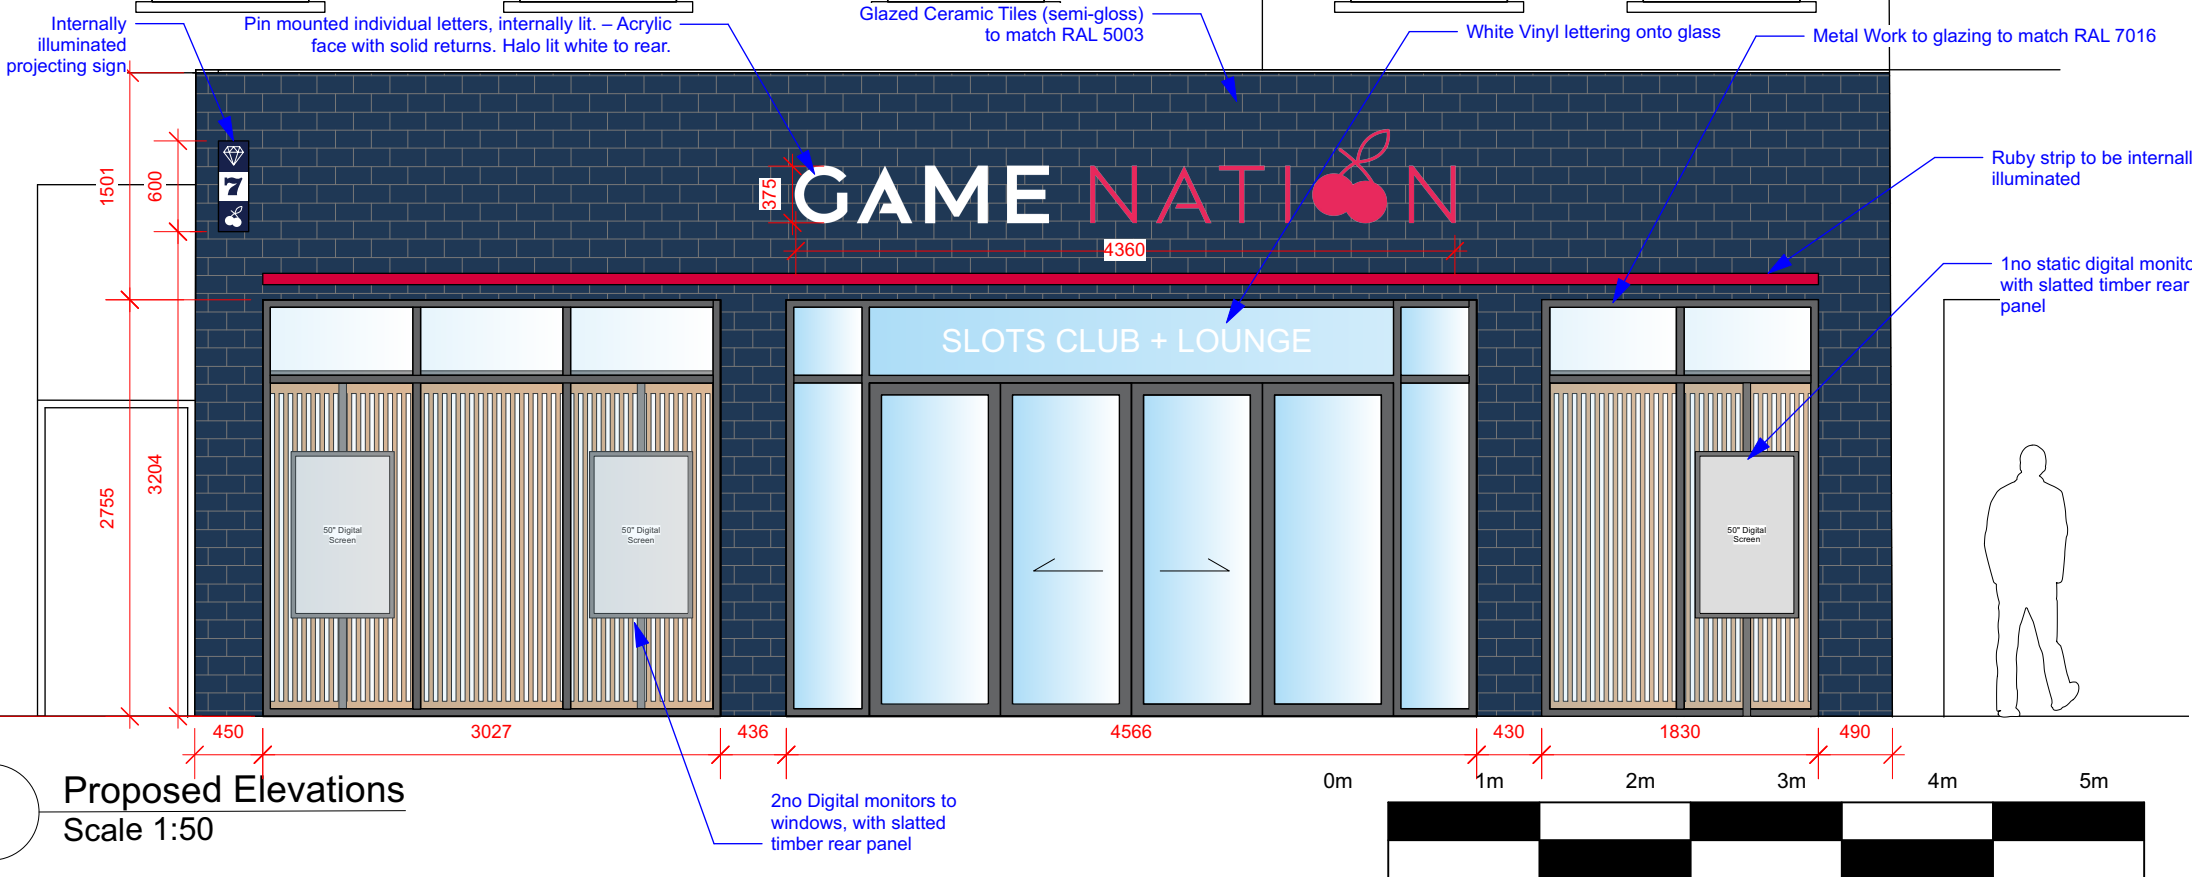 Internally
illuminated
projecting sign
Pin mounted individual letters, internally lit. – Acrylic
face with solid returns. Halo lit white to rear.
Glazed Ceramic Tiles (semi-gloss)
to match RAL 5003
White Vinyl lettering onto glass
Metal Work to glazing to match RAL 7016
Ruby strip to be internall
illuminated
1no static digital monito
with slatted timber rear
panel
1501
600
7
375
GAME NATION
4360
SLOTS CLUB + LOUNGE
2755
3204
50" Digital
Screen
50" Digital
Screen
50" Digital
Screen
450
3027
436
4566
430
1830
490
Proposed Elevations
Scale 1:50
2no Digital monitors to
windows, with slatted
timber rear panel
0m 1m 2m 3m 4m 5m